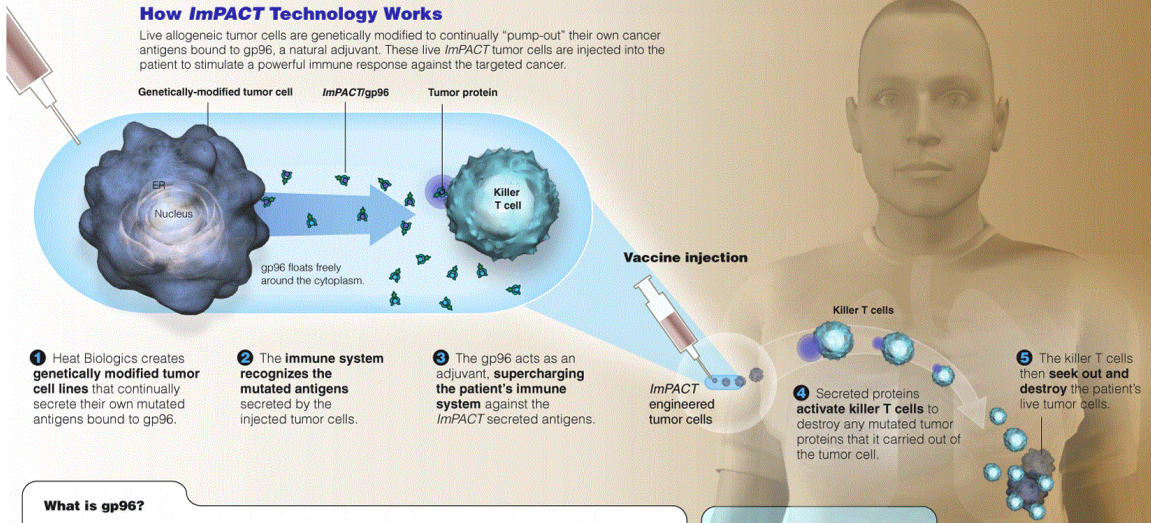 How ImPACT Technology Works
Live allogeneic tumor cells are genetically modified to continually “pump-out” their own cancer
antigens bound to gp96, a natural adjuvant. These live ImPACT tumor cells are injected into the
patient to stimulate a powerful immune response against the targeted cancer.
Genetically-modified tumor cell
ImPACT/gp96
Tumor protein
ER
Nucleus
Killer
T cell
gp96 floats freely
around the cytoplasm.
Vaccine injection
ImPACT
engineered
tumor cells
Killer T cells
1 Heat Biologics creates
genetically modified tumor
cell lines that continually
secrete their own mutated
antigens bound to gp96.
2 The immune system
recognizes the
mutated antigens
secreted by the
injected tumor cells.
3 The gp96 acts as an
adjuvant, supercharging
the patient’s immune
system against the
ImPACT secreted antigens.
4 Secreted proteins
activate killer T cells to
destroy any mutated tumor
proteins that it carried out of
the tumor cell.
5 The killer T cells
then seek out and
destroy the patient’s
live tumor cells.
What is gp96?